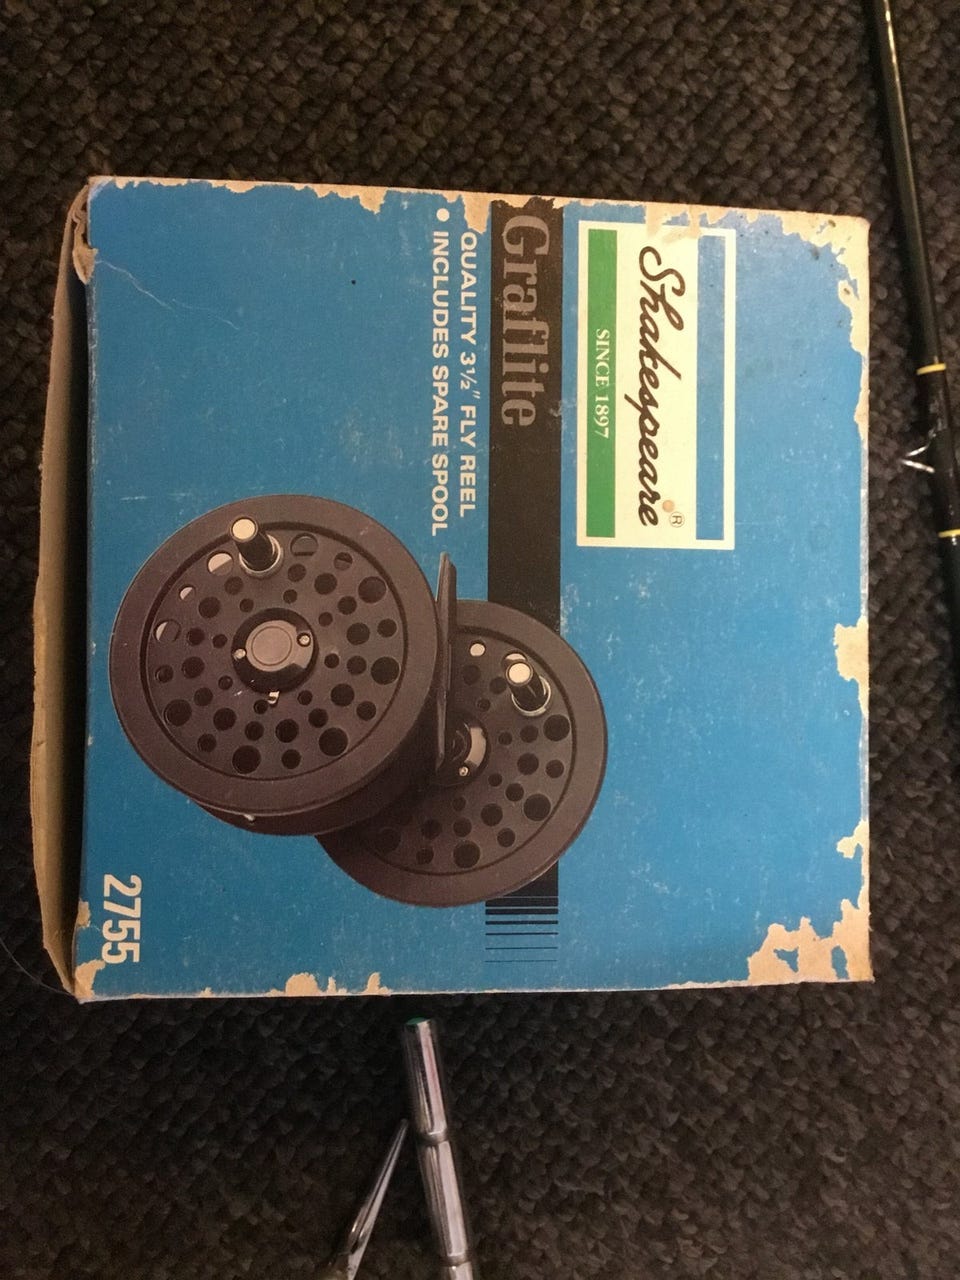 Shakespeare®
SINCE 1897
Graflite
QUALITY 3½" FLY REEL
• INCLUDES SPARE SPOOL
2755